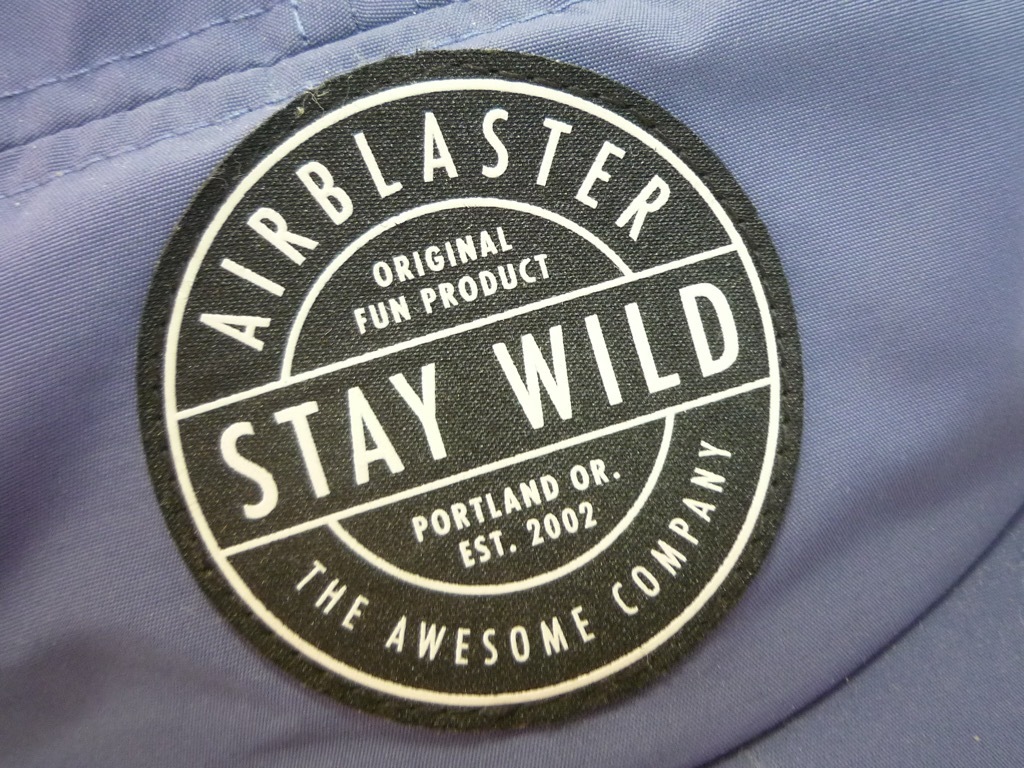 AIRBLASTER
ORIGINAL
FUN PRODUCT
STAY WILD
PORTLAND OR.
EST. 2002
THE AWESOME COMPANY